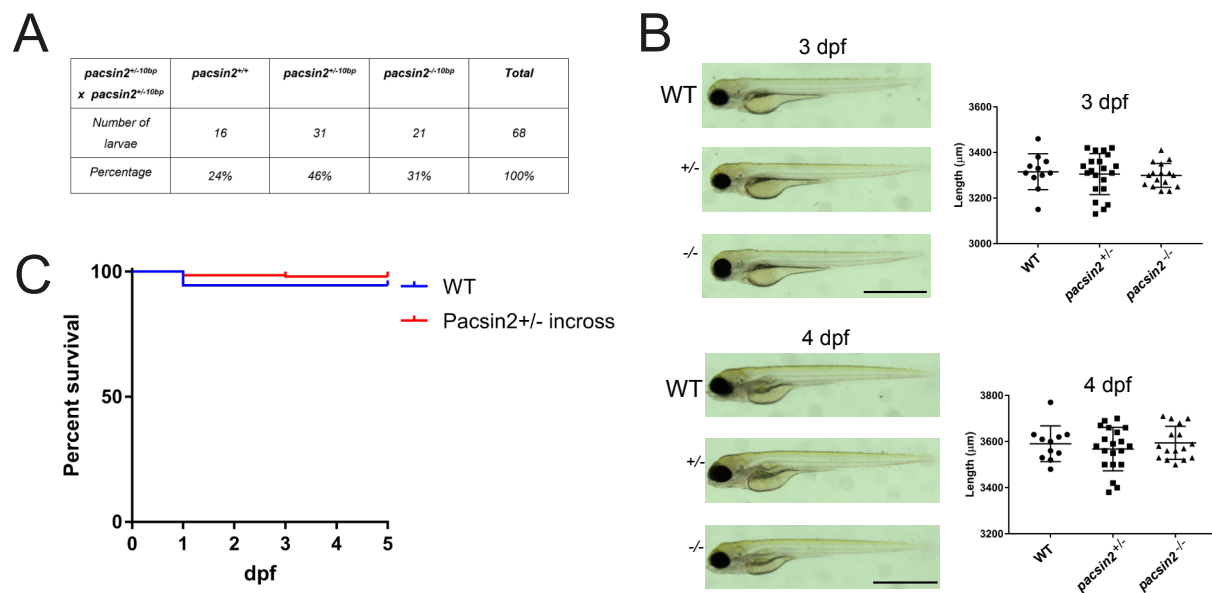 A
pacsin2+/-10bp x pacsin2+/-10bp
pacsin2+/+
pacsin2+/-10bp
pacsin2-/-10bp
Total
Number of larvae
16
31
21
68
Percentage
24%
46%
31%
100%
B
3 dpf
WT
+/-
-/-
3 dpf
3600
3400
3200
3000
Length (µm)
WT
pacsin2+/-
pacsin2-/-
4 dpf
WT
+/-
-/-
4 dpf
3800
3600
3400
3200
Length (µm)
WT
pacsin2+/-
pacsin2-/-
C
100
50
0
Percent survival
0 1 2 3 4 5
dpf
WT
Pacsin2+/- incross